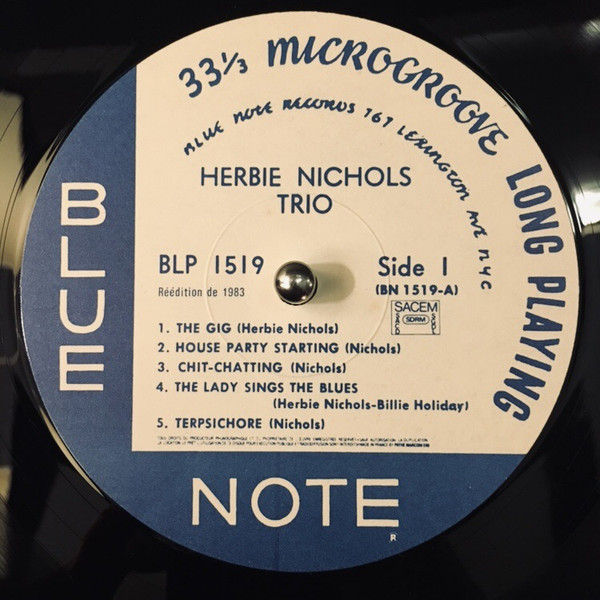 33⅓ MICROGROOVE LONG PLAYING
BLUE NOTE RECORDS 767 LEXINGTON AVE NYC
HERBIE NICHOLS
TRIO
BLP 1519
Side 1
Réédition de 1983
(BN 1519-A)
SACEM
SDRM
1. THE GIG (Herbie Nichols)
2. HOUSE PARTY STARTING (Nichols)
3. CHIT-CHATTING (Nichols)
4. THE LADY SINGS THE BLUES
(Herbie Nichols-Billie Holiday)
5. TERPSICHORE (Nichols)
BLUE
NOTE
R